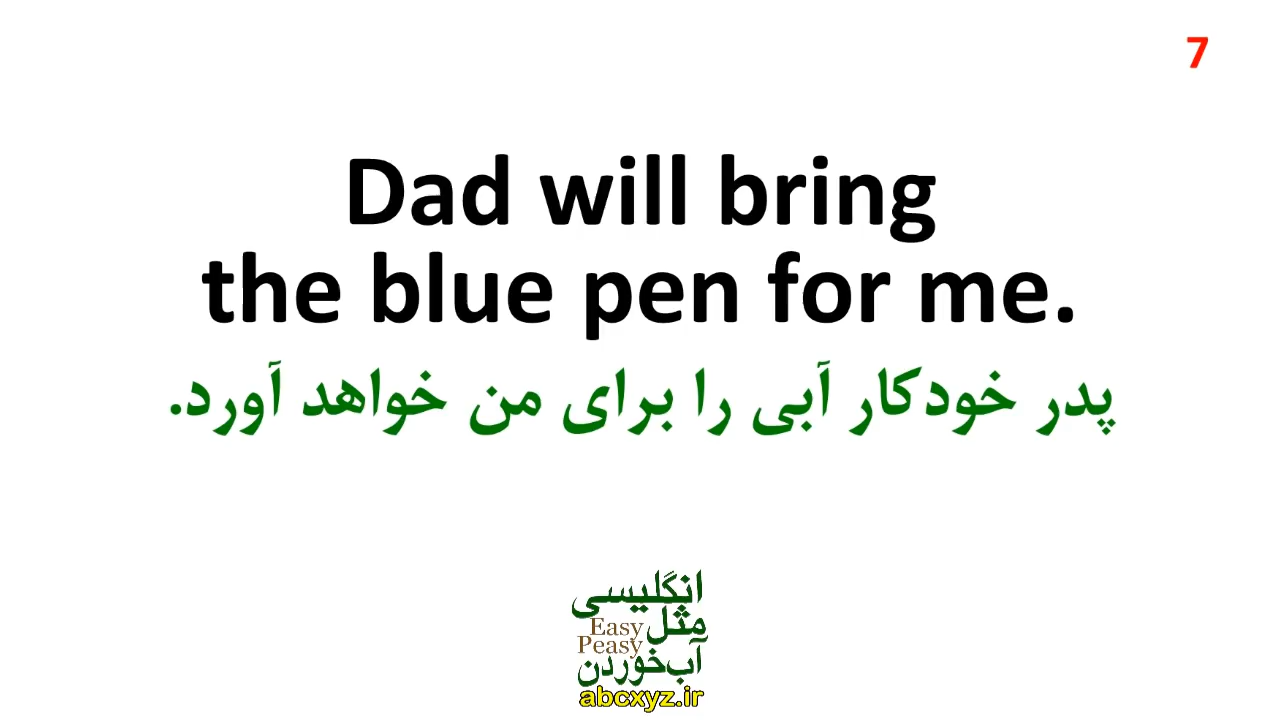 7
Dad will bring
the blue pen for me.
پدر خودکار آبی را برای من خواهد آورد.
انگلیسی
مثل
Easy
Peasy
آب‌خوردن
abcxyz.ir